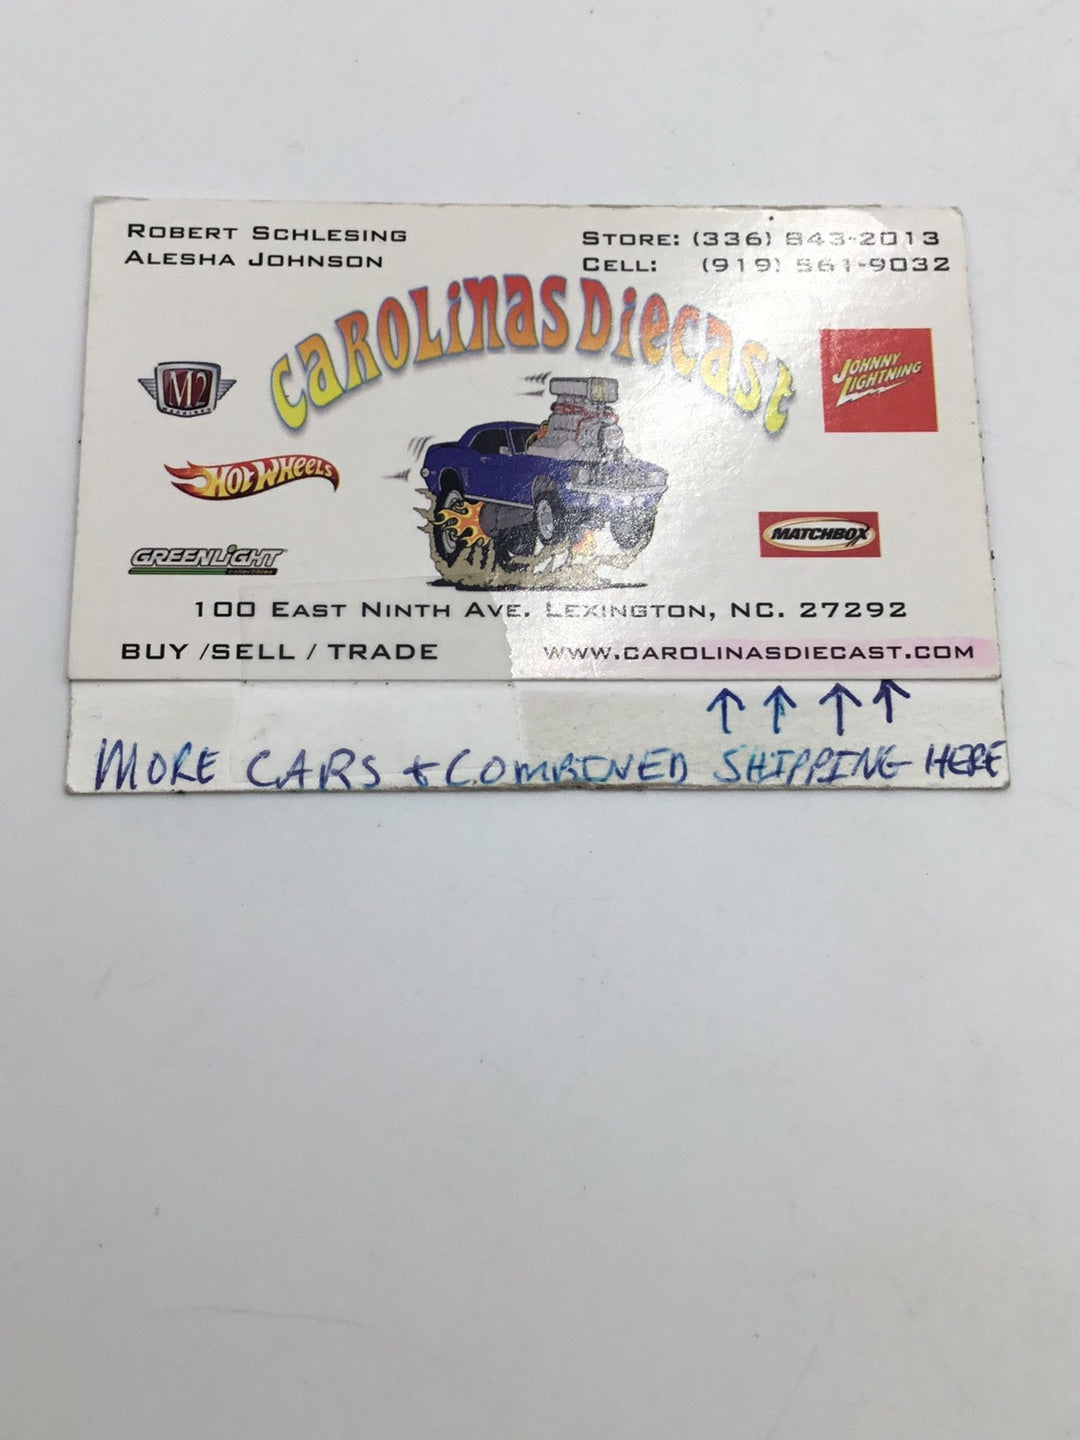 ROBERT SCHLESING
ALESHA JOHNSON
STORE: (336) 843-2013
CELL: (919) 561-9032
CAROLINAS DIECAST
M2
MACHINES
JOHNNY
LIGHTNING
HOT WHEELS
MATCHBOX
GREENLIGHT
COLLECTIBLES
100 EAST NINTH AVE. LEXINGTON, NC. 27292
BUY /SELL / TRADE
WWW.CAROLINASDIECAST.COM
MORE CARS + COMBINED SHIPPING HERE